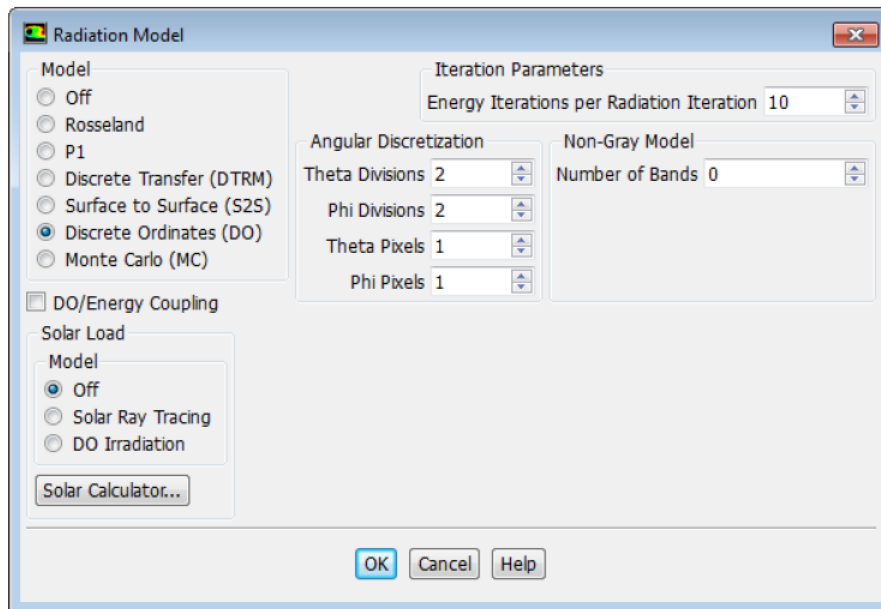 Radiation Model
Model
Off
Rosseland
P1
Discrete Transfer (DTRM)
Surface to Surface (S2S)
Discrete Ordinates (DO)
Monte Carlo (MC)
Iteration Parameters
Energy Iterations per Radiation Iteration 10
Angular Discretization
Theta Divisions 2
Phi Divisions 2
Theta Pixels 1
Phi Pixels 1
Non-Gray Model
Number of Bands 0
DO/Energy Coupling
Solar Load
Model
Off
Solar Ray Tracing
DO Irradiation
Solar Calculator...
OK Cancel Help